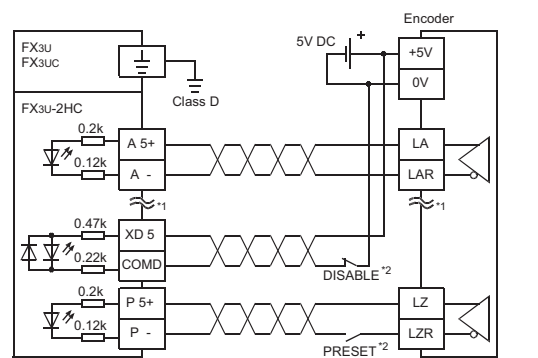 Encoder
FX3U
FX3UC
5V DC
+
+5V
0V
Class D
FX3U-2HC
0.2k
A 5+
LA
0.12k
A -
LAR
*1
*1
0.47k
XD 5
0.22k
COMD
DISABLE*2
0.2k
P 5+
LZ
0.12k
P -
LZR
PRESET*2